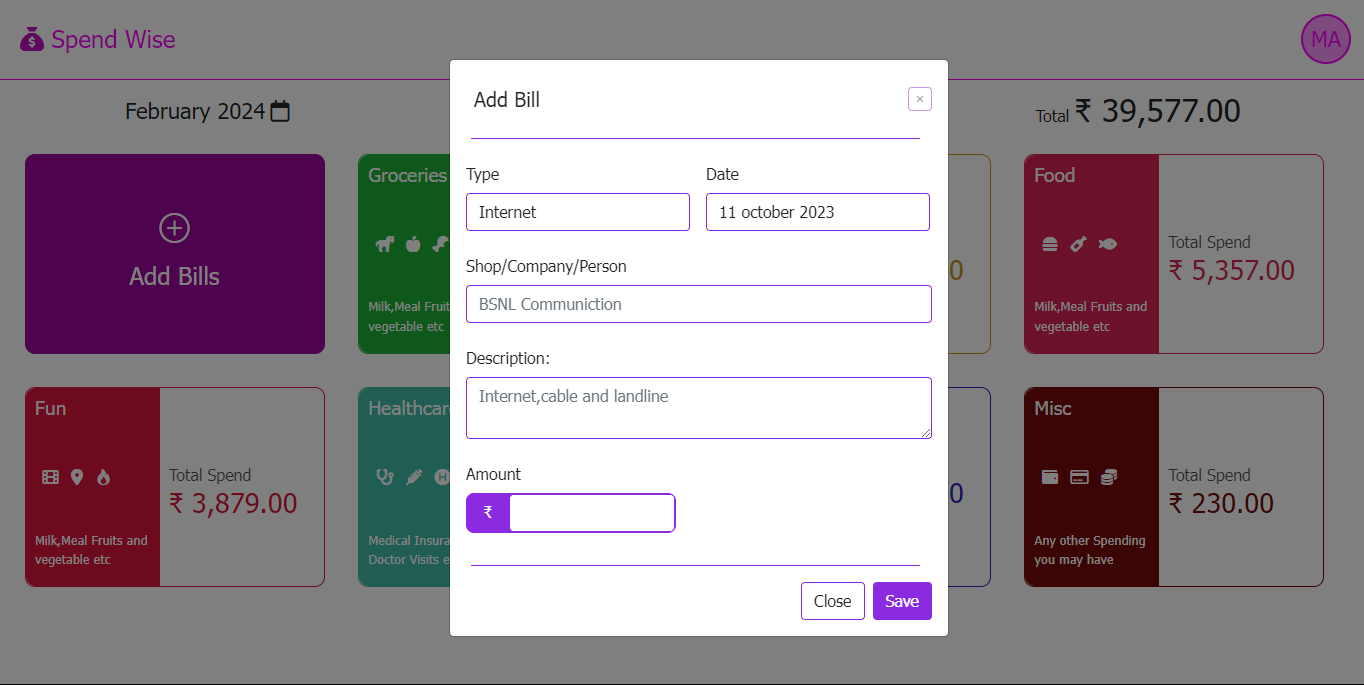 Spend Wise
MA
February 2024
Total ₹ 39,577.00
Add Bills
Groceries
Milk,Meal Fruit
vegetable etc
0
Food
Total Spend
₹ 5,357.00
Milk,Meal Fruits and
vegetable etc
Fun
Total Spend
₹ 3,879.00
Milk,Meal Fruits and
vegetable etc
Healthcar
H
Medical Insura
Doctor Visits e
0
Misc
Total Spend
₹ 230.00
Any other Spending
you may have
Add Bill
×
Type
Date
Internet
11 october 2023
Shop/Company/Person
BSNL Communiction
Description:
Internet,cable and landline
Amount
₹
Close
Save